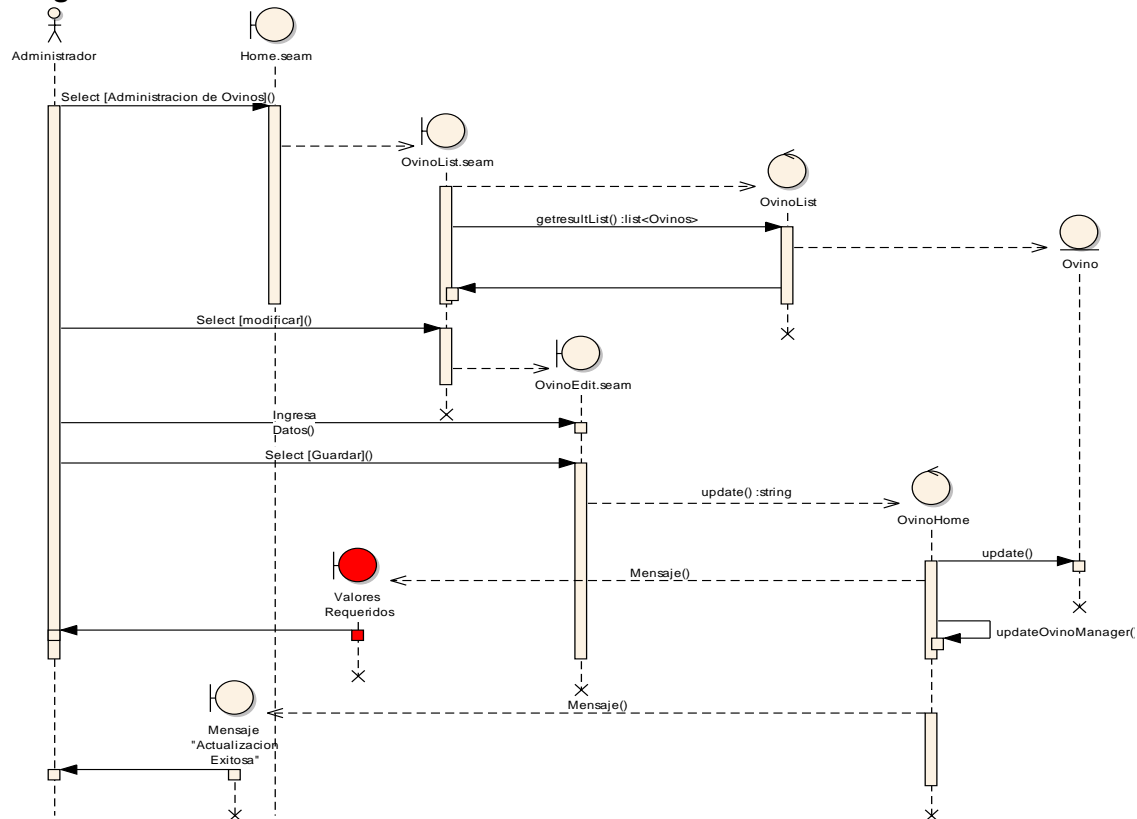 Administrador
Home.seam
Select [Administracion de Ovinos]()
OvinoList.seam
OvinoList
getresultList() :list<Ovinos>
Ovino
Select [modificar]()
OvinoEdit.seam
Ingresa
Datos()
Select [Guardar]()
update() :string
OvinoHome
update()
Mensaje()
Valores
Requeridos
updateOvinoManager()
Mensaje()
Mensaje
"Actualizacion
Exitosa"